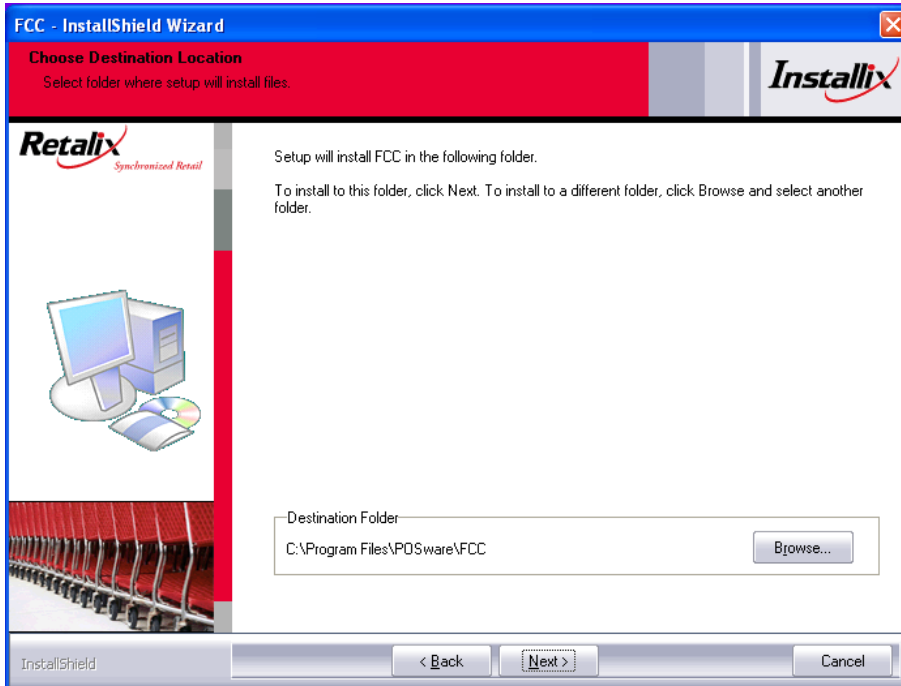 FCC - InstallShield Wizard
Choose Destination Location
Select folder where setup will install files.
Installix
Retalix
Synchronized Retail
Setup will install FCC in the following folder.
To install to this folder, click Next. To install to a different folder, click Browse and select another
folder.
Destination Folder
C:\Program Files\POSware\FCC
Browse...
InstallShield
< Back
Next >
Cancel